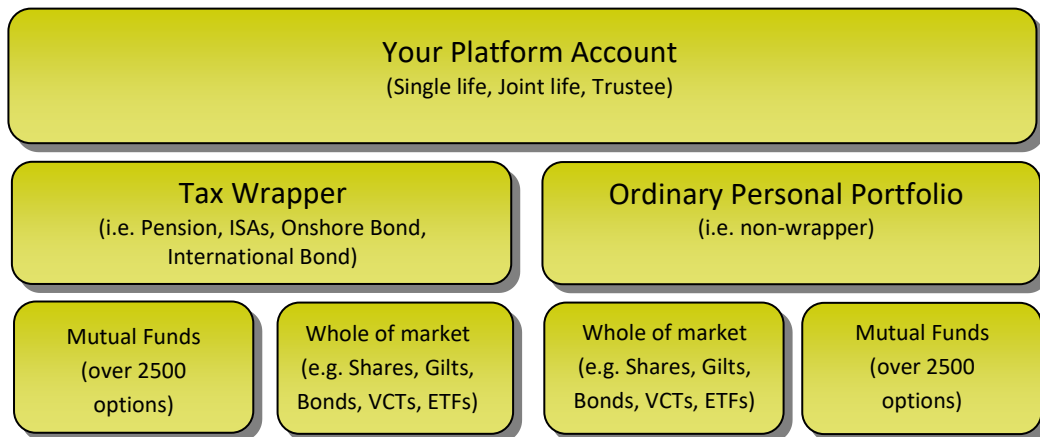 Your Platform Account
(Single life, Joint life, Trustee)
Tax Wrapper
(i.e. Pension, ISAs, Onshore Bond,
International Bond)
Ordinary Personal Portfolio
(i.e. non-wrapper)
Mutual Funds
(over 2500
options)
Whole of market
(e.g. Shares, Gilts,
Bonds, VCTs, ETFs)
Whole of market
(e.g. Shares, Gilts,
Bonds, VCTs, ETFs)
Mutual Funds
(over 2500
options)